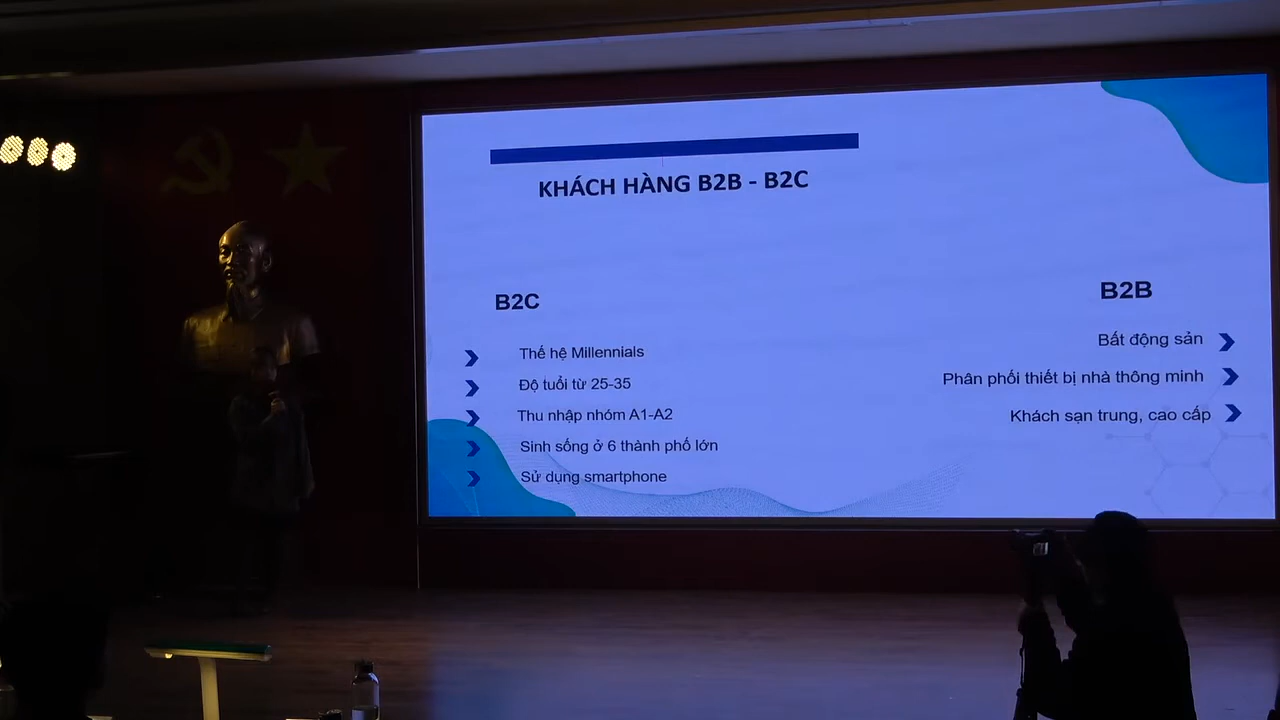 KHÁCH HÀNG B2B - B2C
B2C
Thế hệ Millennials
Độ tuổi từ 25-35
Thu nhập nhóm A1-A2
Sinh sống ở 6 thành phố lớn
Sử dụng smartphone
B2B
Bất động sản
Phân phối thiết bị nhà thông minh
Khách sạn trung, cao cấp